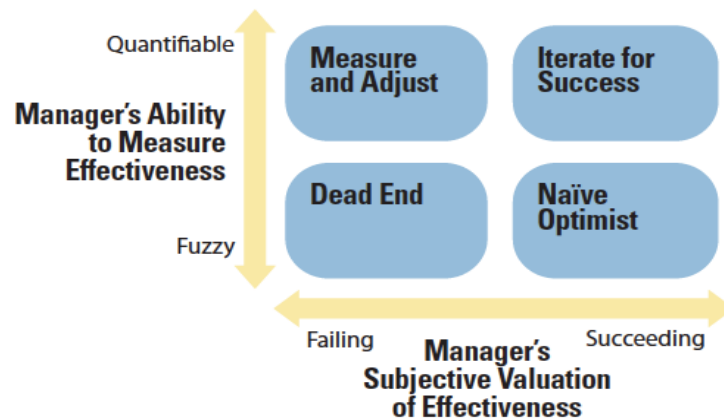 Quantifiable
Manager's Ability
to Measure
Effectiveness
Fuzzy
Measure
and Adjust
Iterate for
Success
Dead End
Naïve
Optimist
Failing
Succeeding
Manager's
Subjective Valuation
of Effectiveness